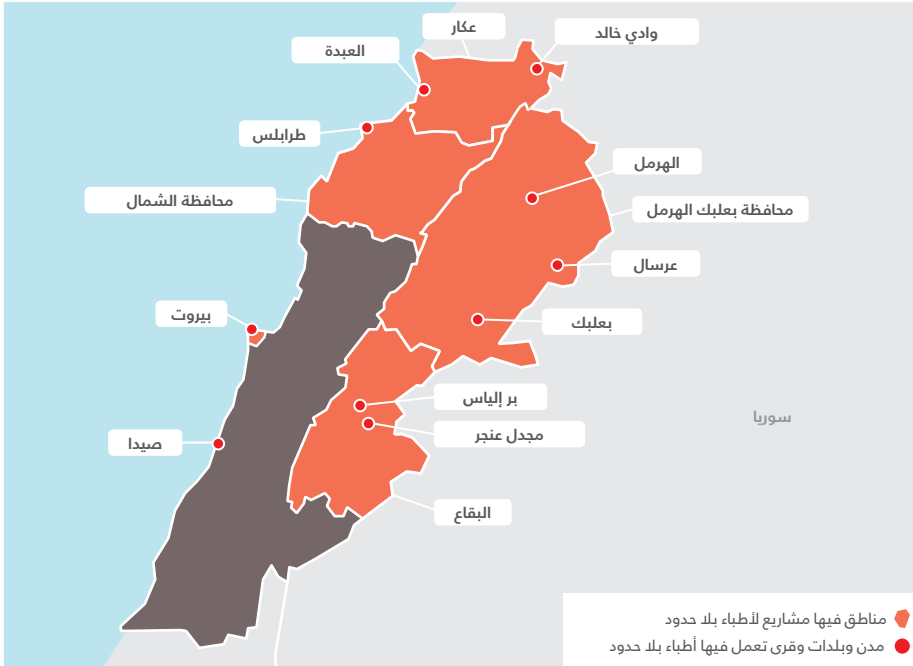 عكار
وادي خالد
العبدة
طرابلس
الهرمل
محافظة الشمال
محافظة بعلبك الهرمل
عرسال
بيروت
بعلبك
بر إلياس
سوريا
مجدل عنجر
صيدا
البقاع
مناطق فيها مشاريع لأطباء بلا حدود
مدن وبلدات وقرى تعمل فيها أطباء بلا حدود